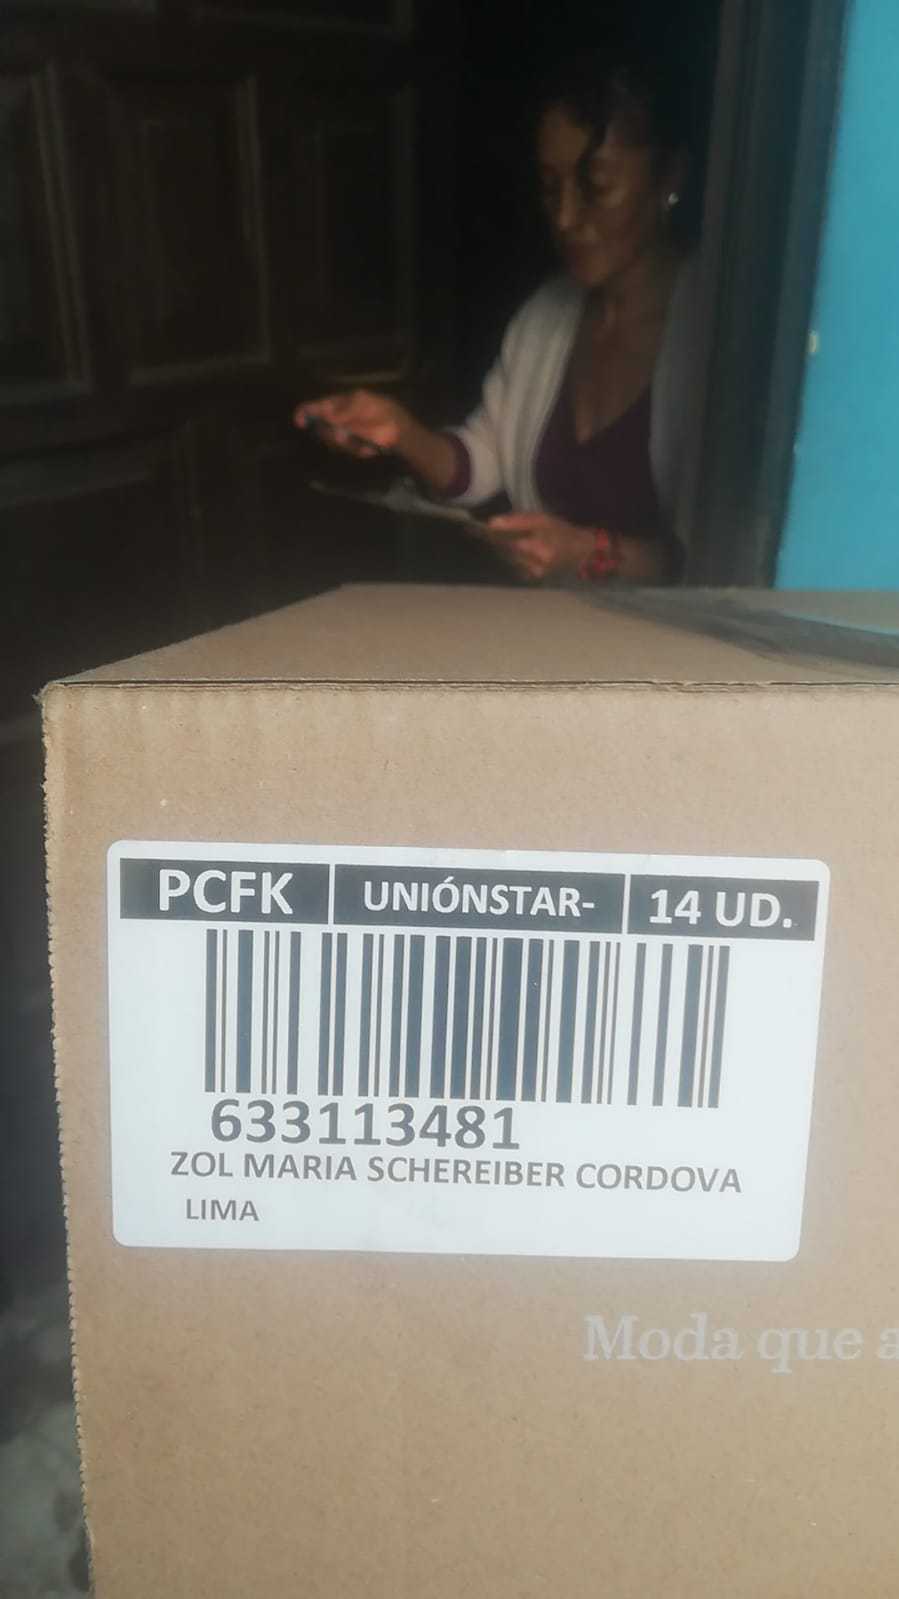 PCFK UNIÓNSTAR- 14 UD.
633113481
ZOL MARIA SCHEREIBER CORDOVA
LIMA
Moda que a